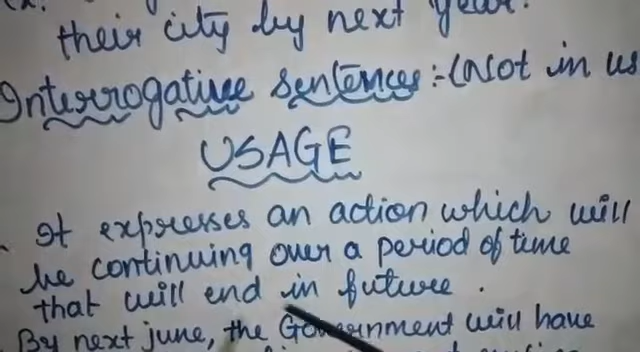 their city by next year.
Interrogative sentences :- (Not in us
USAGE
It expresses an action which will
be continuing over a period of time
that will end in future .
By next june, the Government will have